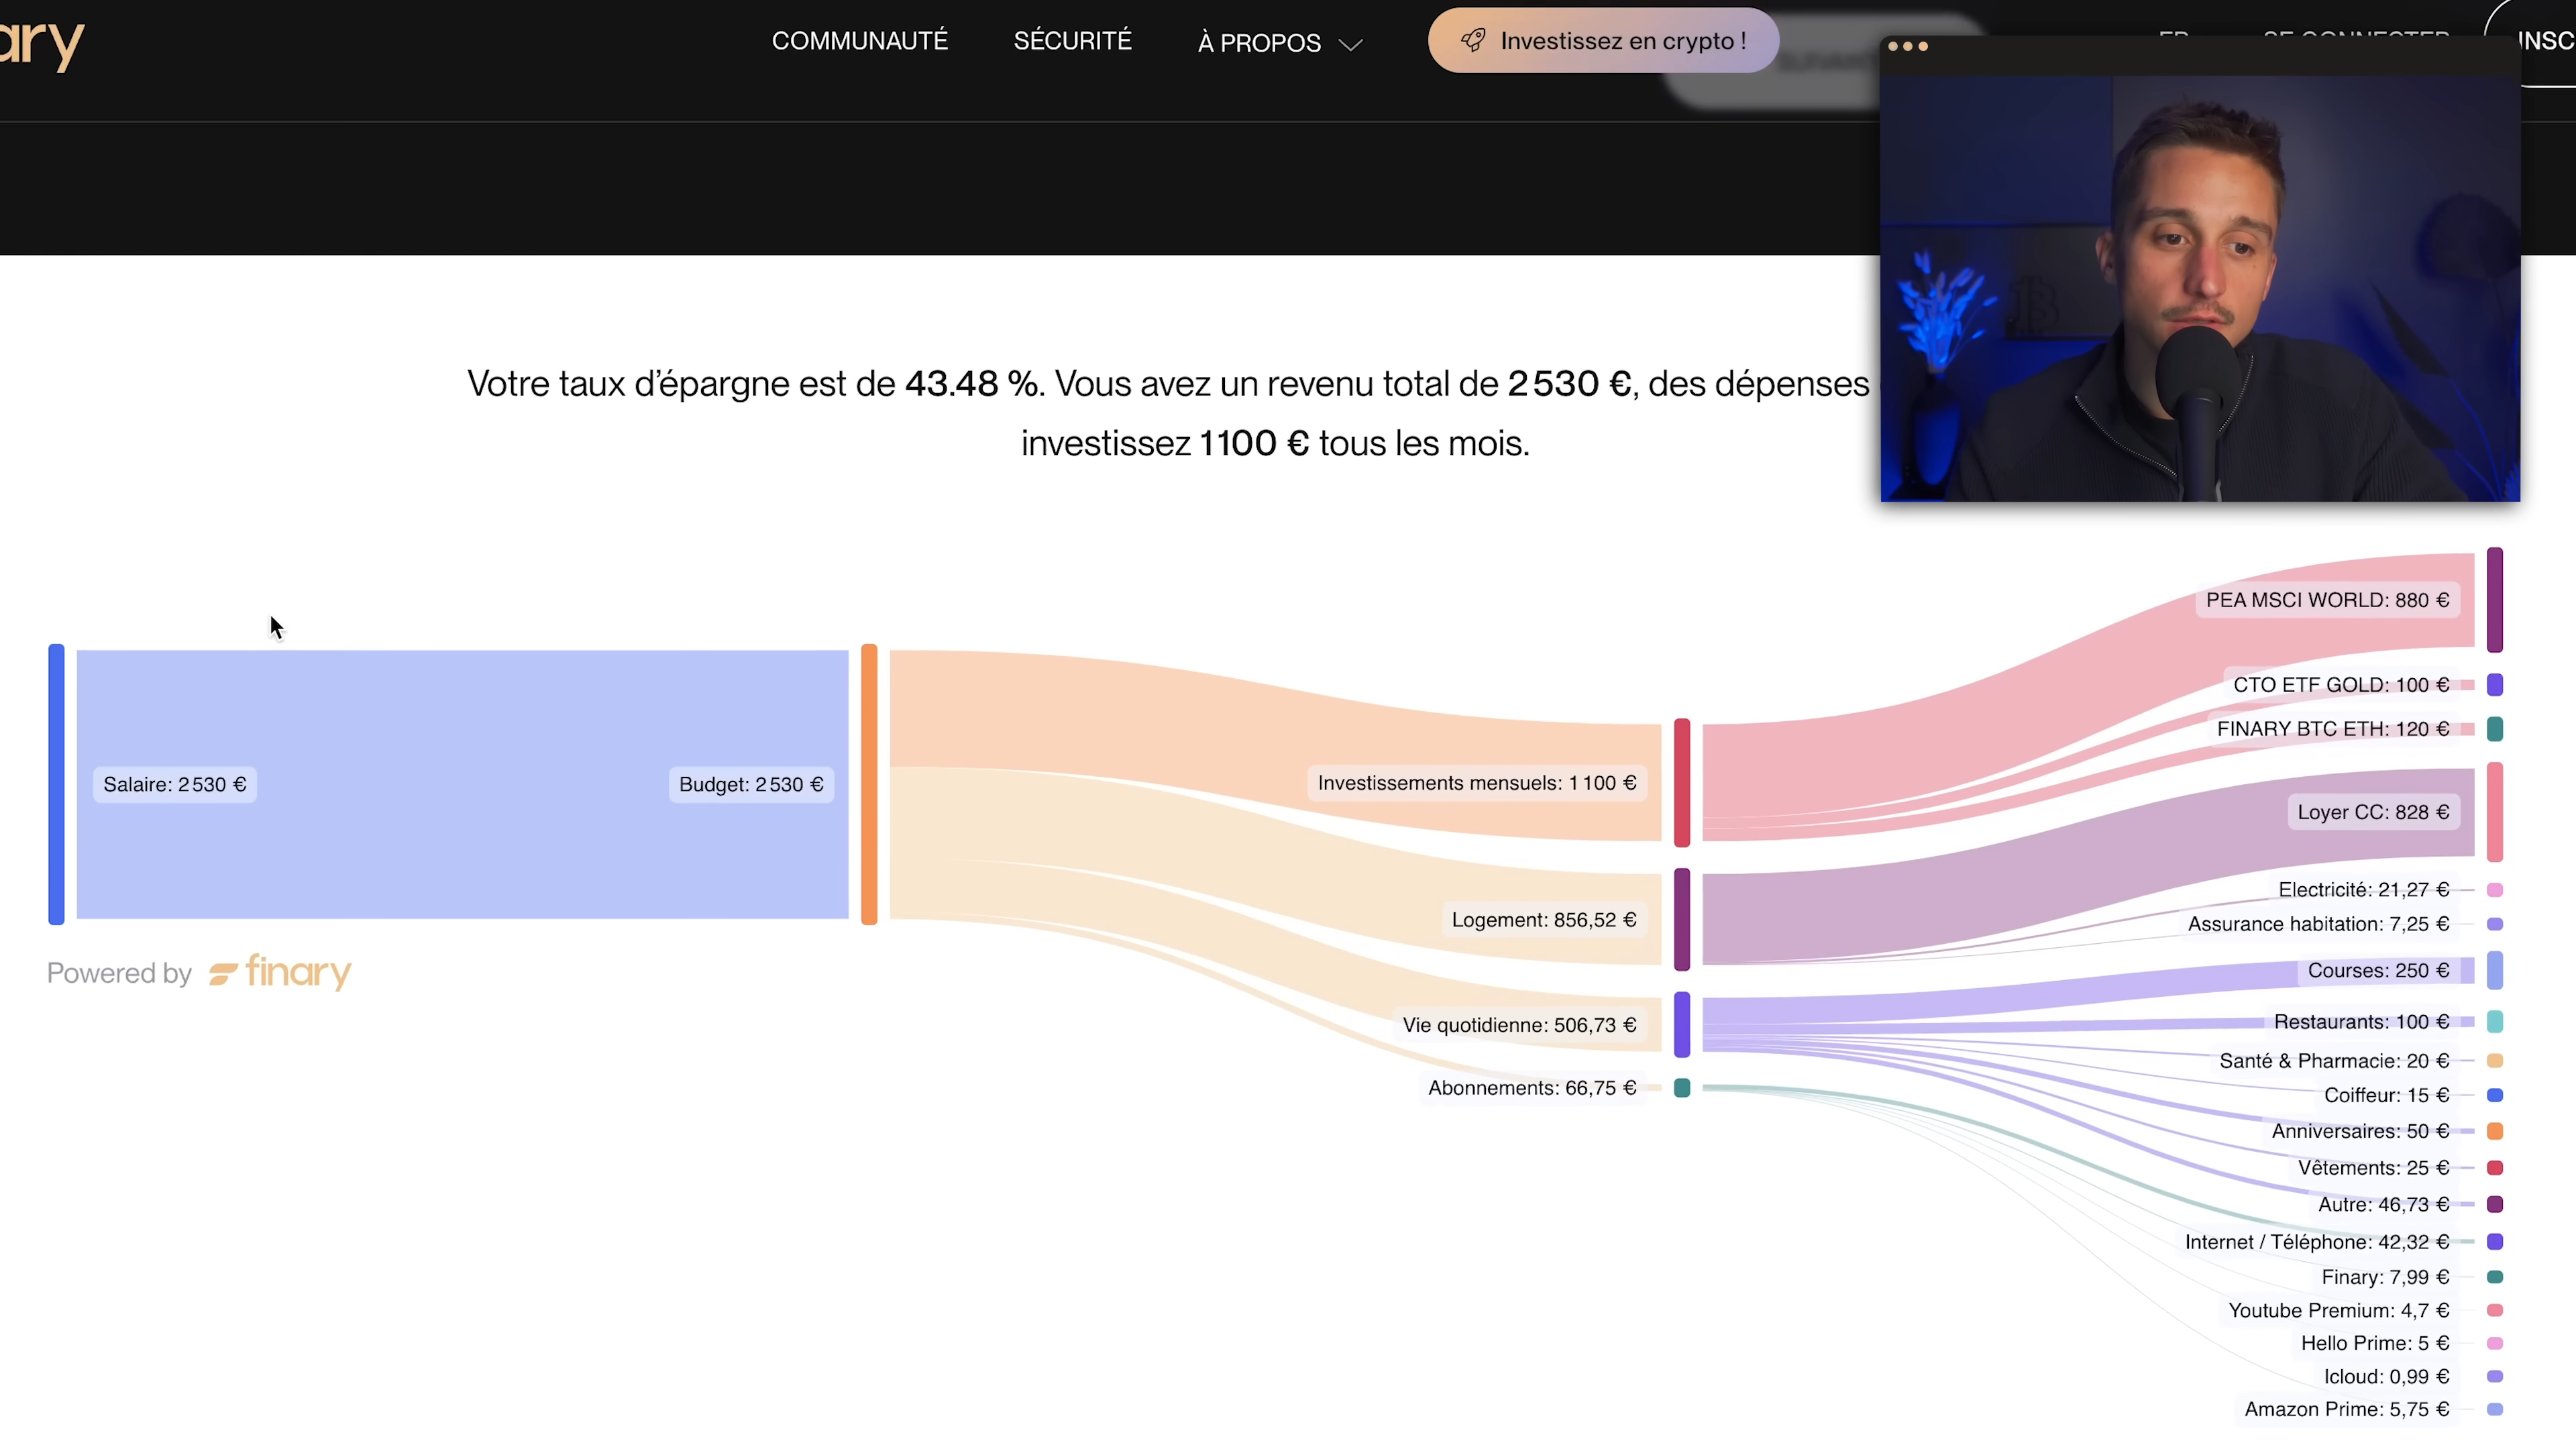 ary
COMMUNAUTÉ
SÉCURITÉ
À PROPOS
Investissez en crypto !
FR
SE CONNECTER
INSC
Votre taux d'épargne est de 43.48 %. Vous avez un revenu total de 2 530 €, des dépenses
investissez 1100 € tous les mois.
Salaire: 2 530 €
Budget: 2 530 €
Powered by finary
Investissements mensuels: 1 100 €
Logement: 856,52 €
Vie quotidienne: 506,73 €
Abonnements: 66,75 €
PEA MSCI WORLD: 880 €
CTO ETF GOLD: 100 €
FINARY BTC ETH: 120 €
Loyer CC: 828 €
Electricité: 21,27 €
Assurance habitation: 7,25 €
Courses: 250 €
Restaurants: 100 €
Santé & Pharmacie: 20 €
Coiffeur: 15 €
Anniversaires: 50 €
Vêtements: 25 €
Autre: 46,73 €
Internet / Téléphone: 42,32 €
Finary: 7,99 €
Youtube Premium: 4,7 €
Hello Prime: 5 €
Icloud: 0,99 €
Amazon Prime: 5,75 €